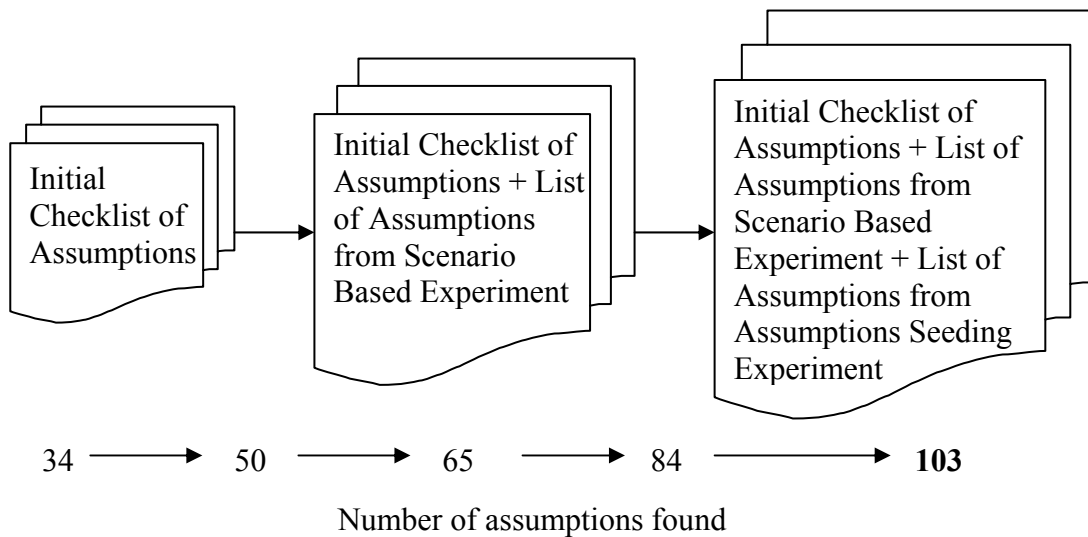 Initial
Checklist of
Assumptions
Initial Checklist of
Assumptions + List
of Assumptions
from Scenario
Based Experiment
Initial Checklist of
Assumptions + List of
Assumptions from
Scenario Based
Experiment + List of
Assumptions from
Assumptions Seeding
Experiment
34 50 65 84 103
Number of assumptions found